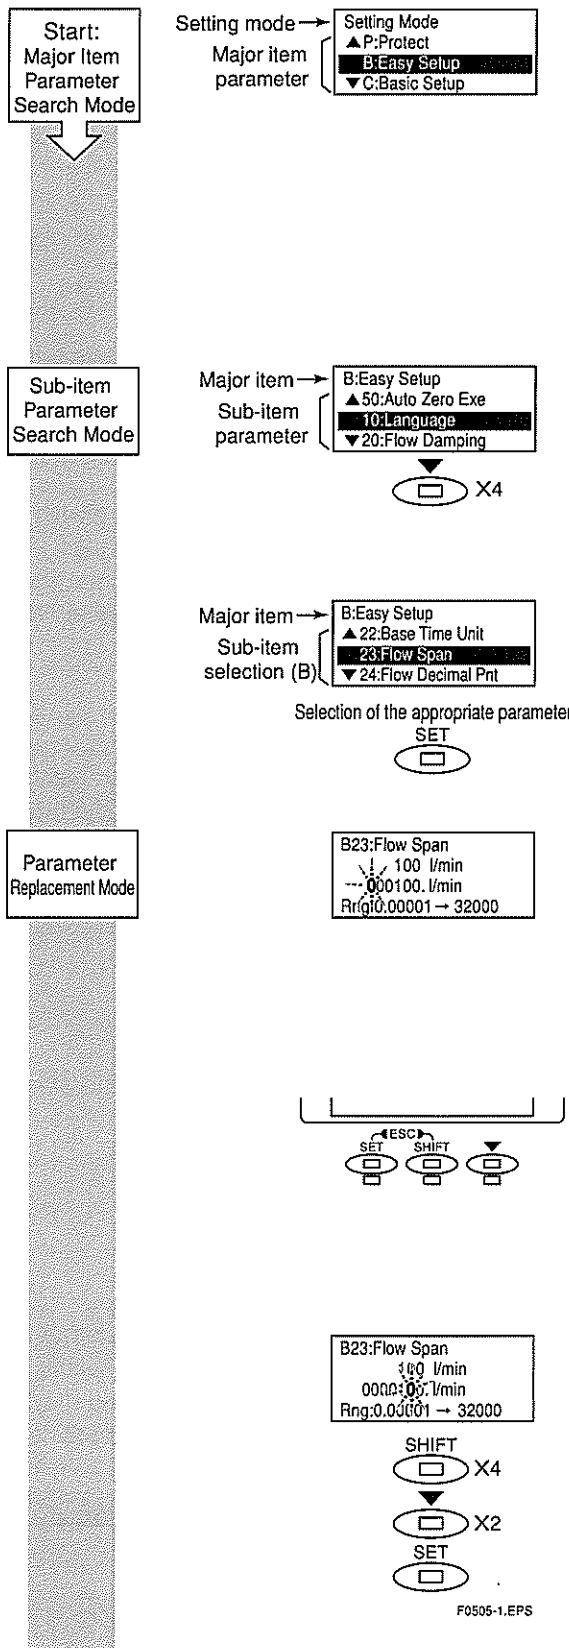 Start:
Major Item
Parameter
Search Mode
Setting mode →
Major item
parameter
Setting Mode
▲P:Protect
B:Easy Setup
▼C:Basic Setup
Sub-item
Parameter
Search Mode
Major item →
Sub-item
parameter
B:Easy Setup
▲50:Auto Zero Exe
10:Language
▼20:Flow Damping
▼
X4
Major item →
Sub-item
selection (B)
B:Easy Setup
▲22:Base Time Unit
23:Flow Span
▼24:Flow Decimal Pnt
Selection of the appropriate parameter
SET
Parameter
Replacement Mode
B23:Flow Span
100 l/min
000100. l/min
0.00001 → 32000
ESC
SET SHIFT ▼
B23:Flow Span
100 l/min
l/min
Rng:0.00001 → 32000
SHIFT
X4
▼
X2
SET
F0505-1.EPS